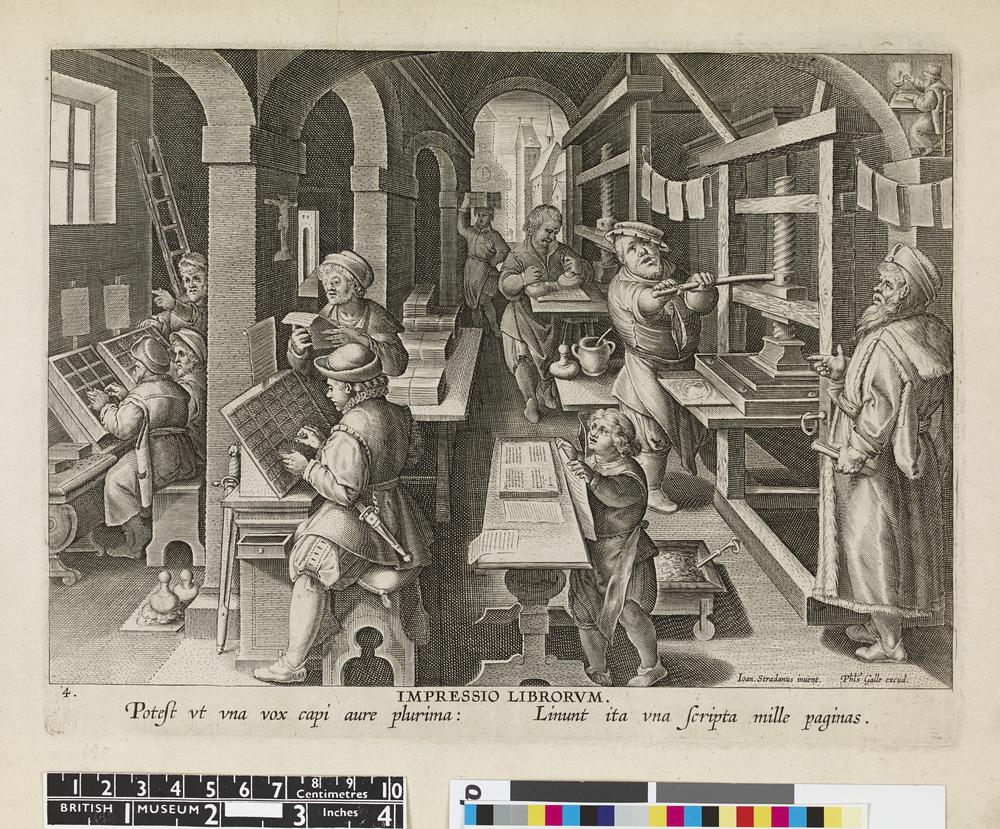 Ioan. Stradanus invent. Phls Galle excud.
4.
IMPRESSIO LIBRORVM.
Potest vt vna vox capi aure plurima: Linunt ita vna scripta mille paginas.
1 2 3 4 5 6 7 8 9 10
Centimetres
BRITISH 1 MUSEUM 2 3 Inches 4